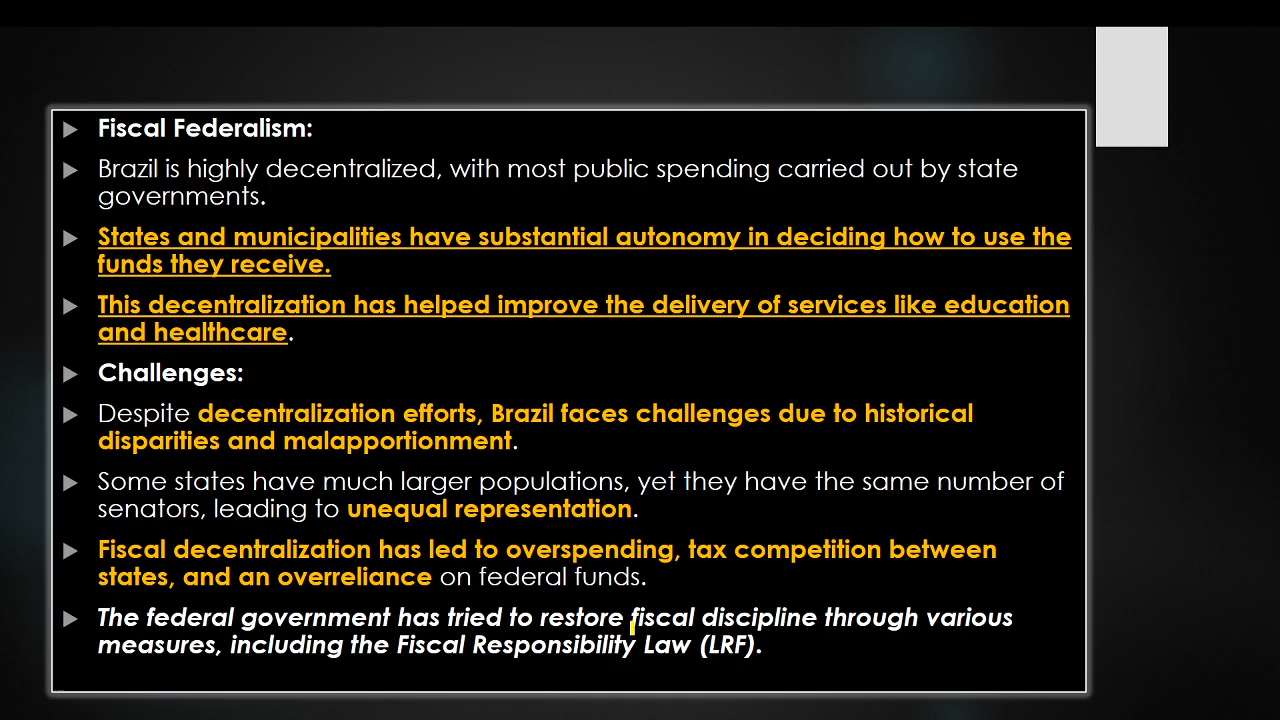 Fiscal Federalism:
Brazil is highly decentralized, with most public spending carried out by state
governments.
States and municipalities have substantial autonomy in deciding how to use the
funds they receive.
This decentralization has helped improve the delivery of services like education
and healthcare.
Challenges:
Despite decentralization efforts, Brazil faces challenges due to historical
disparities and malapportionment.
Some states have much larger populations, yet they have the same number of
senators, leading to unequal representation.
Fiscal decentralization has led to overspending, tax competition between
states, and an overreliance on federal funds.
The federal government has tried to restore fiscal discipline through various
measures, including the Fiscal Responsibility Law (LRF).